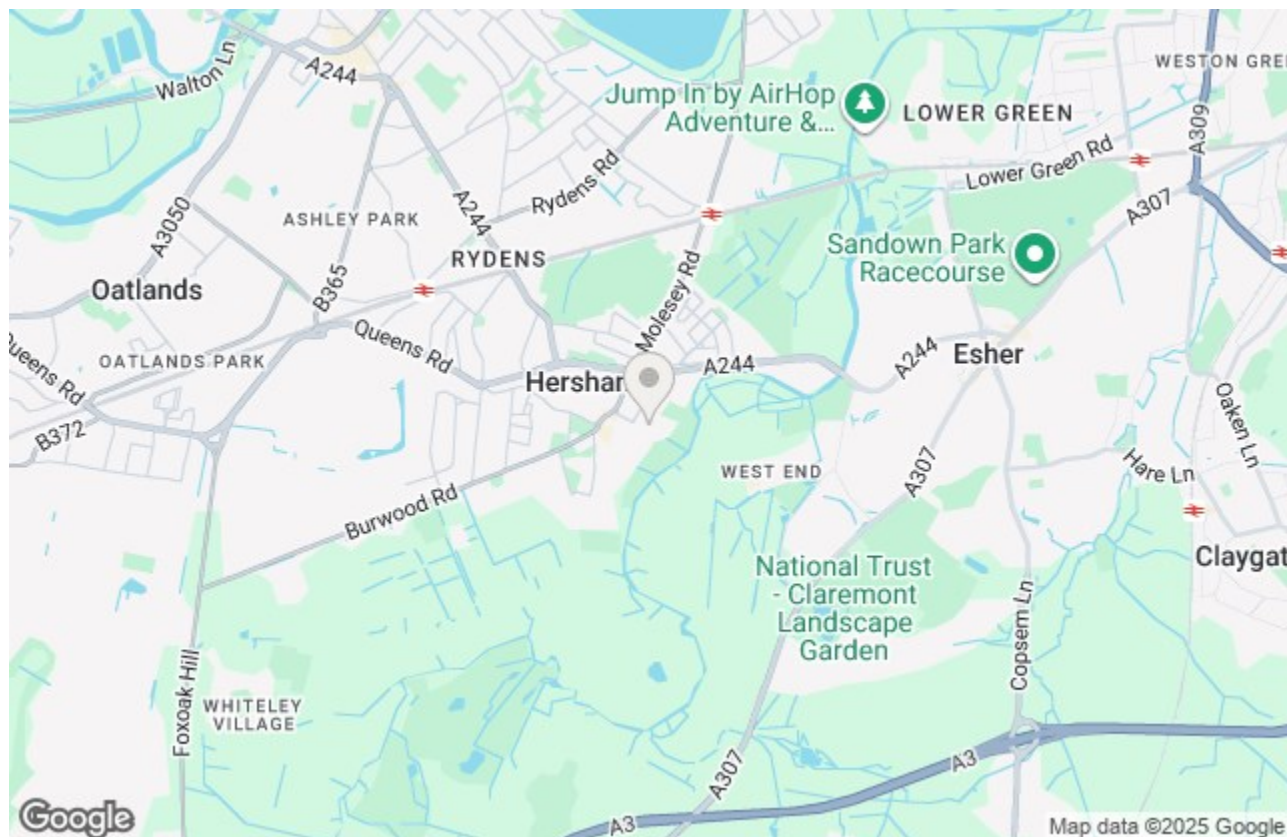 Walton Ln
A244
Jump In by AirHop
Adventure &...
LOWER GREEN
WESTON GREE
A309
Lower Green Rd
Rydens Rd
A3050
ASHLEY PARK
A244
A307
RYDENS
Sandown Park
Racecourse
Oatlands
B365
Molesey Rd
Queens Rd
Queens Rd
OATLANDS PARK
Hersha
A244
A244
Esher
B372
Oaken Ln
Hare Ln
WEST END
A307
Burwood Rd
National Trust
- Claremont
Landscape
Garden
Claygat
Copsem Ln
Foxoak Hill
WHITELEY
VILLAGE
A307
A3
A3
Google
Map data ©2025 Google